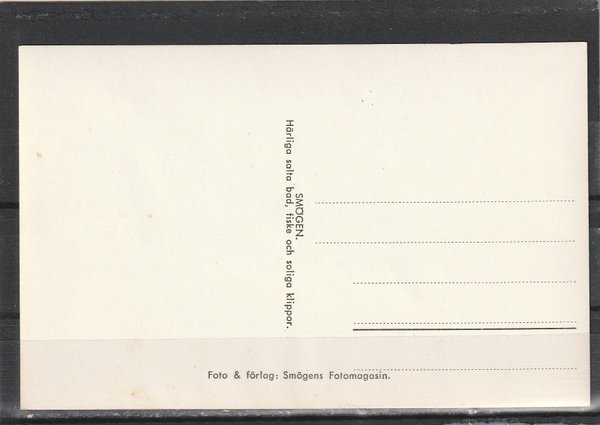 SMÖGEN.
Härliga salta bad, fiske och soliga klippor.
Foto & förlag: Smögens Fotomagasin.